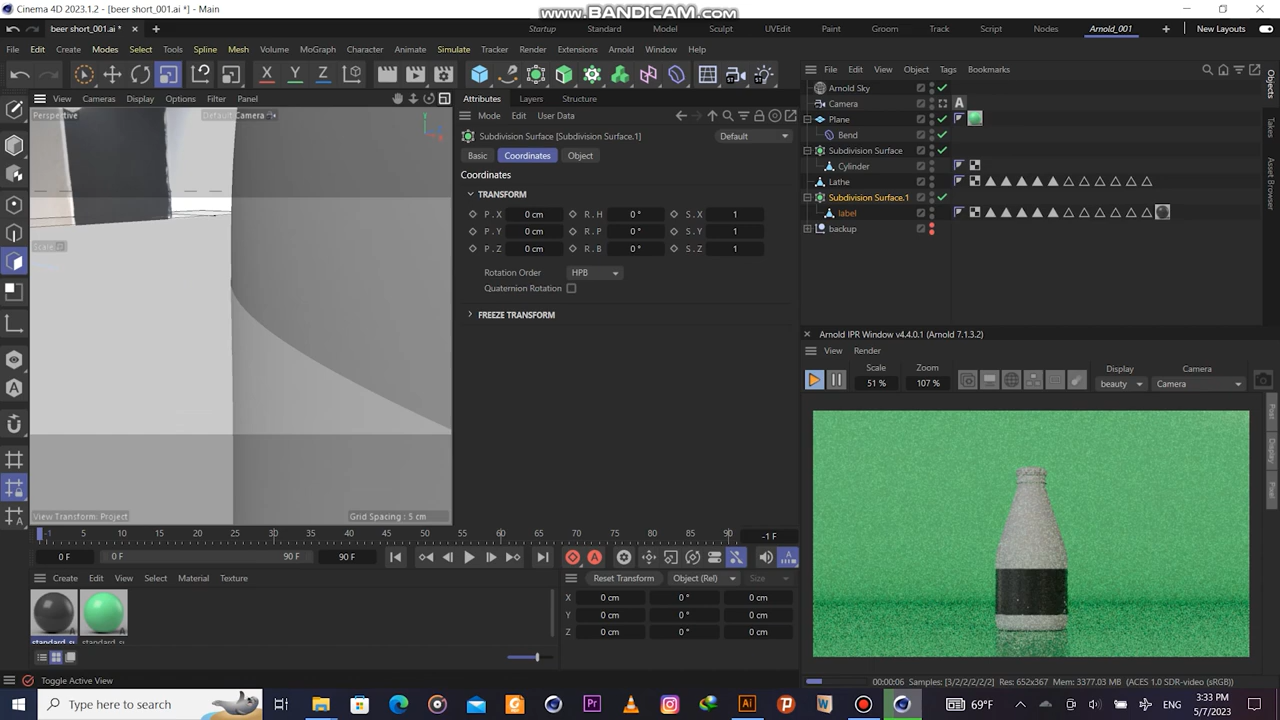 Cinema 4D 2023.1.2 - [beer short_001.ai *] - Main
www.BANDICAM.com
beer short_001.ai *
Startup Standard Model Sculpt UVEdit Paint Groom Track Script Nodes Arnold_001 New Layouts
File Edit Create Modes Select Tools Spline Mesh Volume MoGraph Character Animate Simulate Tracker Render Extensions Arnold Window Help
X Y Z
File Edit View Object Tags Bookmarks
View Cameras Display Options Filter Panel
Attributes Layers Structure
Perspective Default Camera
Mode Edit User Data
Subdivision Surface [Subdivision Surface.1] Default
Basic Coordinates Object
Coordinates
TRANSFORM
P.X 0 cm R.H 0 ° S.X 1
P.Y 0 cm R.P 0 ° S.Y 1
P.Z 0 cm R.B 0 ° S.Z 1
Rotation Order HPB
Quaternion Rotation
FREEZE TRANSFORM
Scale
View Transform: Project Grid Spacing : 5 cm
Arnold Sky
Camera A
Plane
Bend
Subdivision Surface
Cylinder
Lathe
Subdivision Surface.1
label
backup
Objects
Asset Browser
Arnold IPR Window v4.4.0.1 (Arnold 7.1.3.2)
View Render
Scale Zoom Display Camera
51 % 107 % beauty Camera
Post
Display
Pixel
00:00:06 Samples: [3/2/2/2/2/2] Res: 652x367 Mem: 3377.03 MB (ACES 1.0 SDR-video (sRGB))
-1 5 10 15 20 25 30 35 40 45 50 55 60 65 70 75 80 85 90 -1 F
0 F 0 F 90 F 90 F
Create Edit View Select Material Texture
Reset Transform Object (Rel) Size
X 0 cm 0 ° 0 cm
Y 0 cm 0 ° 0 cm
Z 0 cm 0 ° 0 cm
Toggle Active View
Type here to search
69°F ENG 3:33 PM
5/7/2023